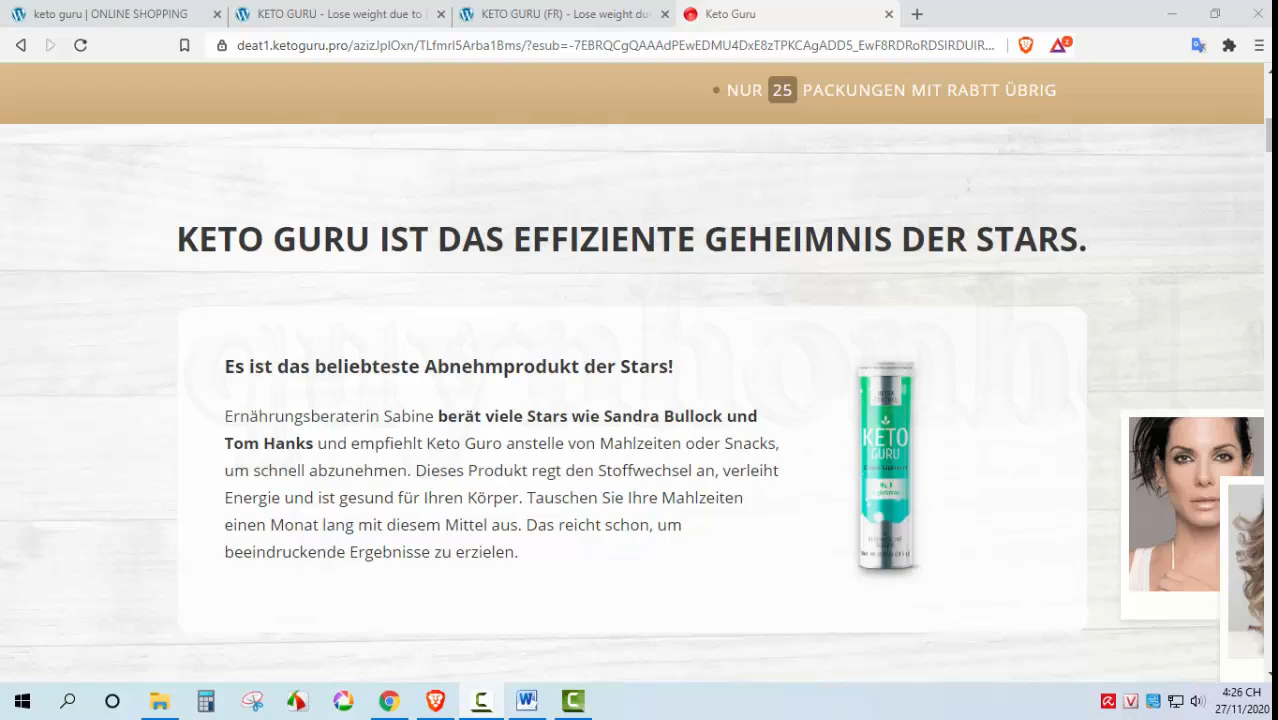 keto guru | ONLINE SHOPPING
KETO GURU - Lose weight due to
KETO GURU (FR) - Lose weight du
Keto Guru
deat1.ketoguru.pro/azizJplOxn/TLfmrl5Arba1Bms/?esub=-7EBRQCgQAAAdPEwEDMU4DxE8zTPKCAgADD5_EwF8RDRoRDSIRDUIR...
2
• NUR 25 PACKUNGEN MIT RABTT ÜBRIG
KETO GURU IST DAS EFFIZIENTE GEHEIMNIS DER STARS.
Es ist das beliebteste Abnehmprodukt der Stars!
Ernährungsberaterin Sabine berät viele Stars wie Sandra Bullock und
Tom Hanks und empfiehlt Keto Guro anstelle von Mahlzeiten oder Snacks,
um schnell abzunehmen. Dieses Produkt regt den Stoffwechsel an, verleiht
Energie und ist gesund für Ihren Körper. Tauschen Sie Ihre Mahlzeiten
einen Monat lang mit diesem Mittel aus. Das reicht schon, um
beeindruckende Ergebnisse zu erzielen.
KETO
GURU
4:26 CH
27/11/2020